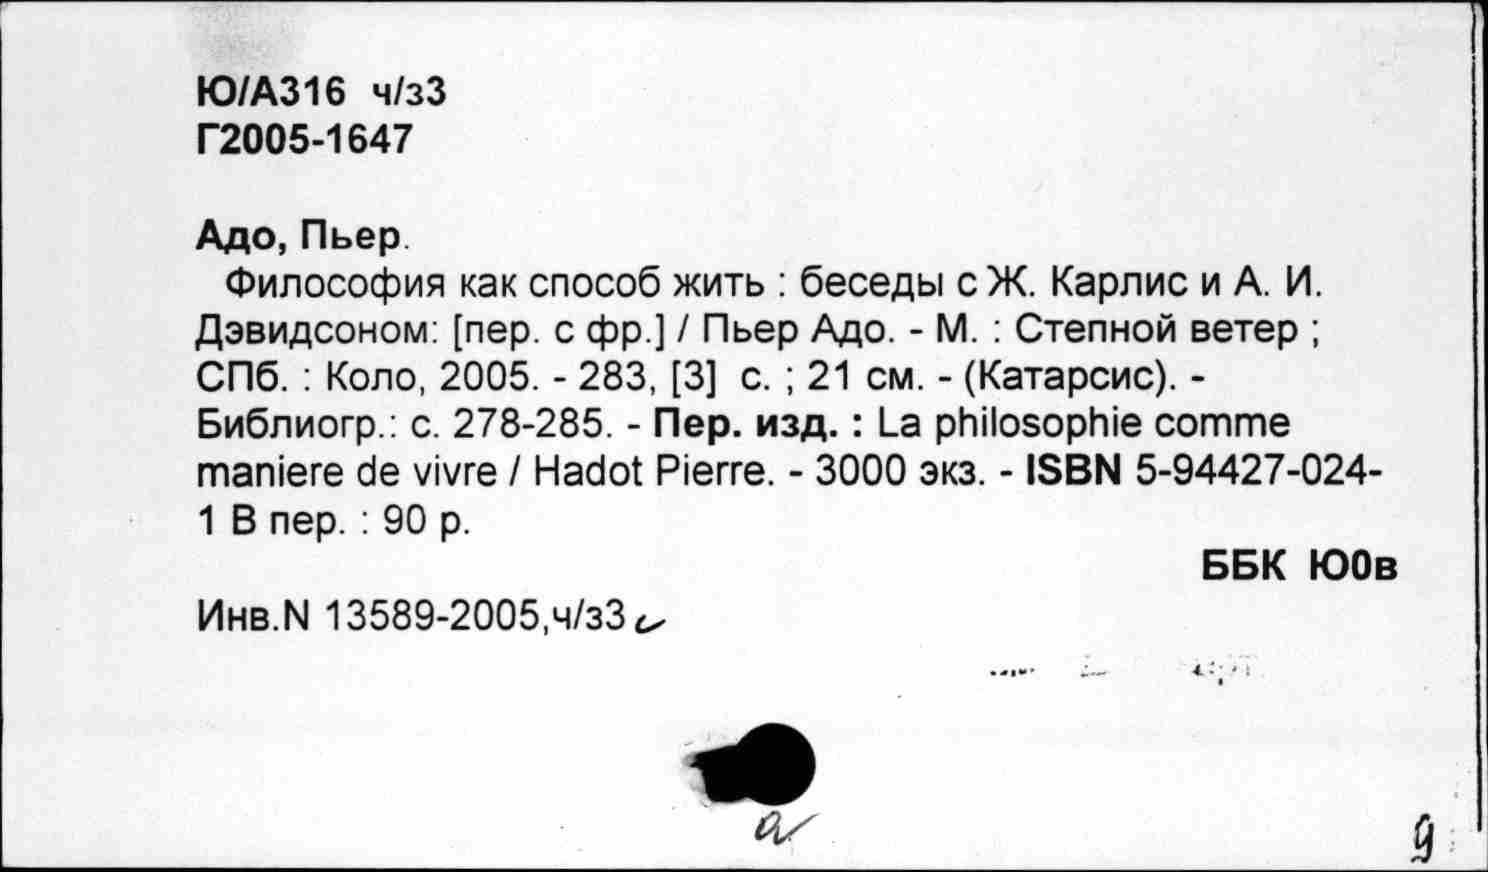 Ю/А316 ч/з3
Г2005-1647
Адо, Пьер.
Философия как способ жить : беседы с Ж. Карлис и А. И.
Дэвидсоном: [пер. с фр.] / Пьер Адо. - М. : Степной ветер ;
СПб. : Коло, 2005. - 283, [3] с. ; 21 см. - (Катарсис). -
Библиогр.: с. 278-285. - Пер. изд. : La philosophie comme
maniere de vivre / Hadot Pierre. - 3000 экз. - ISBN 5-94427-024-
1 В пер. : 90 р.
ББК Ю0в
Инв.N 13589-2005,ч/з3